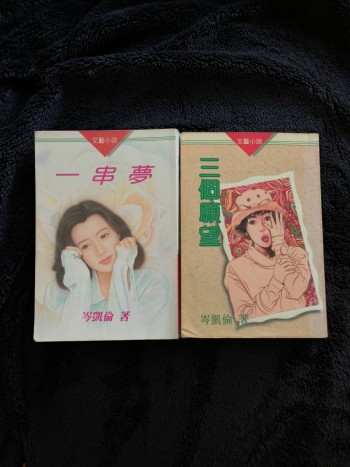 文藝小說
一串夢
岑凱倫 著
文藝小說
三個願望
岑凱倫 著